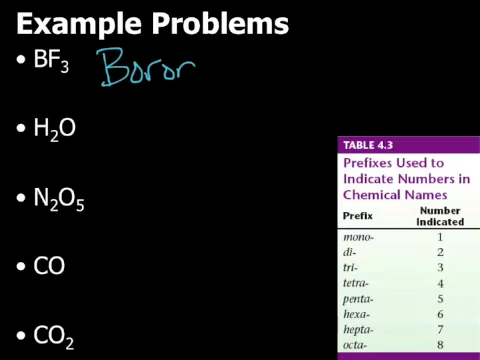 Example Problems
• BF3 Boror
• H2O
• N2O5
• CO
• CO2
TABLE 4.3
Prefixes Used to
Indicate Numbers in
Chemical Names
Prefix Number Indicated
mono- 1
di- 2
tri- 3
tetra- 4
penta- 5
hexa- 6
hepta- 7
octa- 8